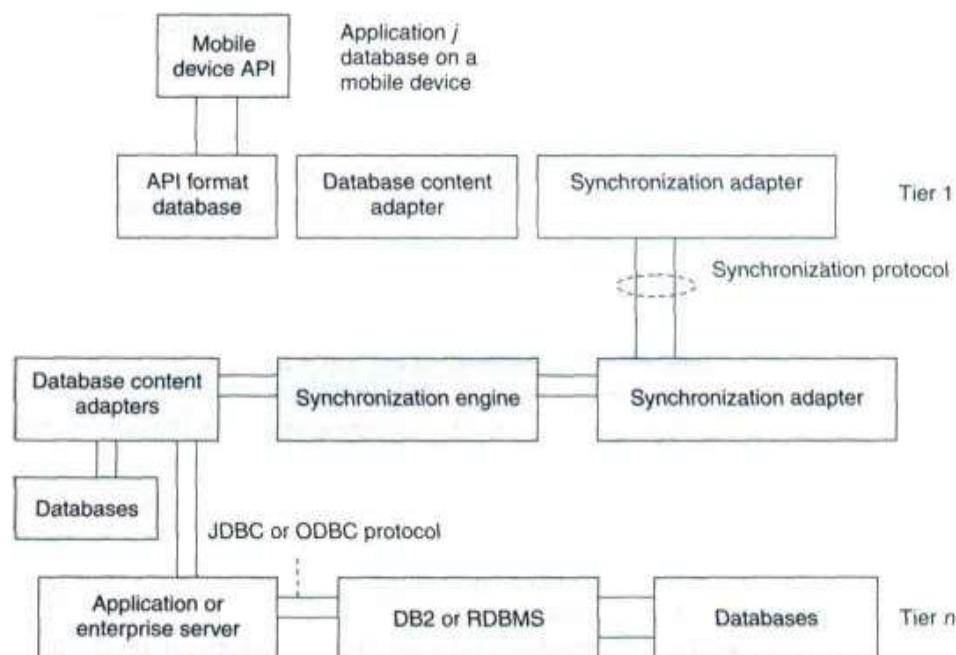 Mobile
device API
Application j
database on a
mobile device
API format
database
Database content
adapter
Synchronization adapter
Tier 1
Synchronization protocol
Database content
adapters
Synchronization engine
Synchronization adapter
Databases
JDBC or ODBC protocol
Application or
enterprise server
DB2 or RDBMS
Databases
Tier n